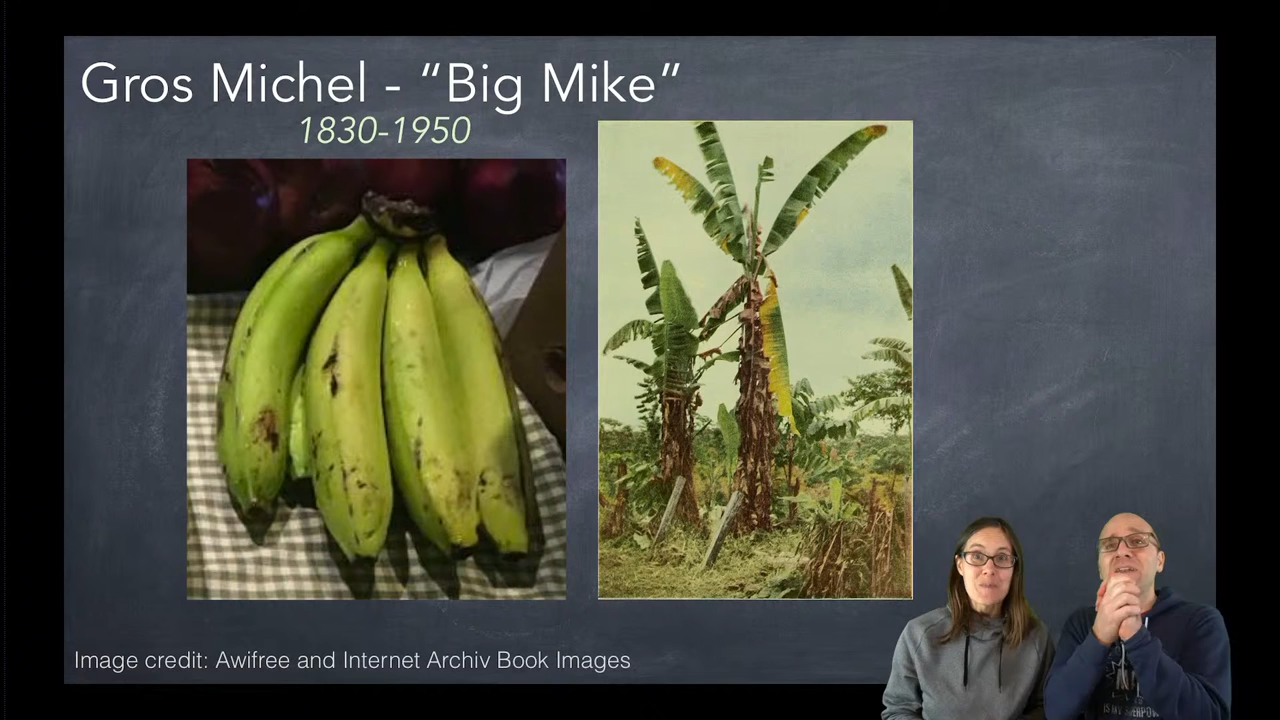 Gros Michel - “Big Mike”
1830-1950
Image credit: Awifree and Internet Archiv Book Images